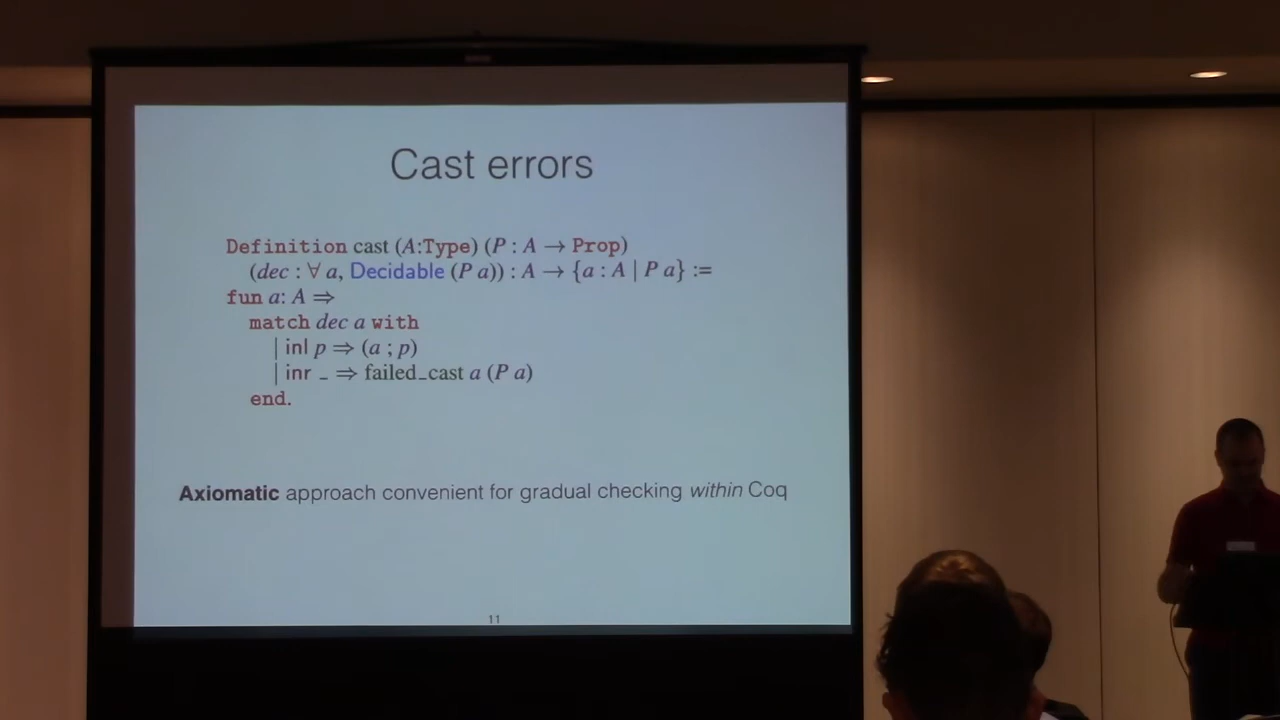 Cast errors
Definition cast (A:Type) (P : A → Prop)
(dec : ∀ a, Decidable (P a)) : A → {a : A | P a} :=
fun a: A ⇒
match dec a with
| inl p ⇒ (a ; p)
| inr _ ⇒ failed_cast a (P a)
end.
Axiomatic approach convenient for gradual checking within Coq
11